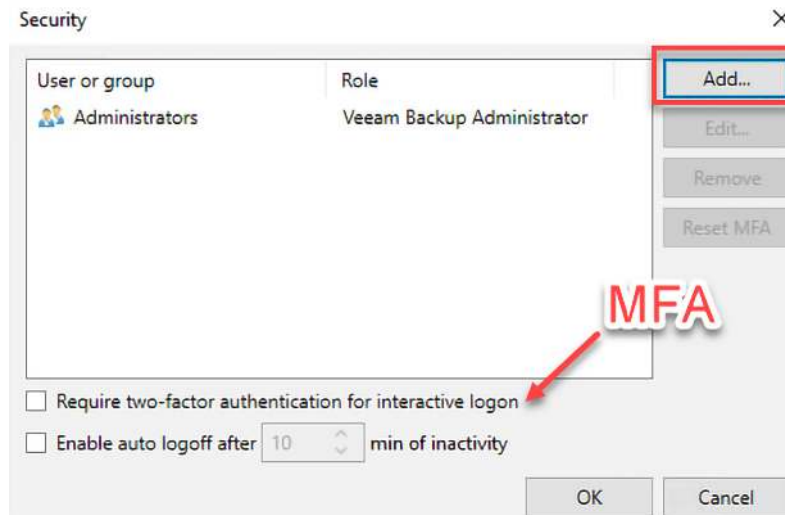 Security
User or group Role Add...
Administrators Veeam Backup Administrator Edit...
Remove
Reset MFA
MFA
Require two-factor authentication for interactive logon
Enable auto logoff after 10 min of inactivity
OK Cancel